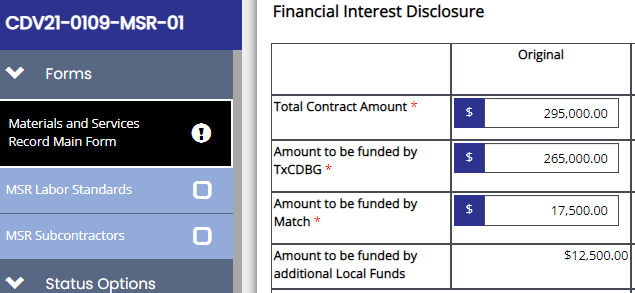 CDV21-0109-MSR-01
Forms
Materials and Services
Record Main Form
MSR Labor Standards
MSR Subcontractors
Status Options
Financial Interest Disclosure
Original
Total Contract Amount *
$ 295,000.00
Amount to be funded by
TxCDBG *
$ 265,000.00
Amount to be funded by
Match *
$ 17,500.00
Amount to be funded by
additional Local Funds
$12,500.00